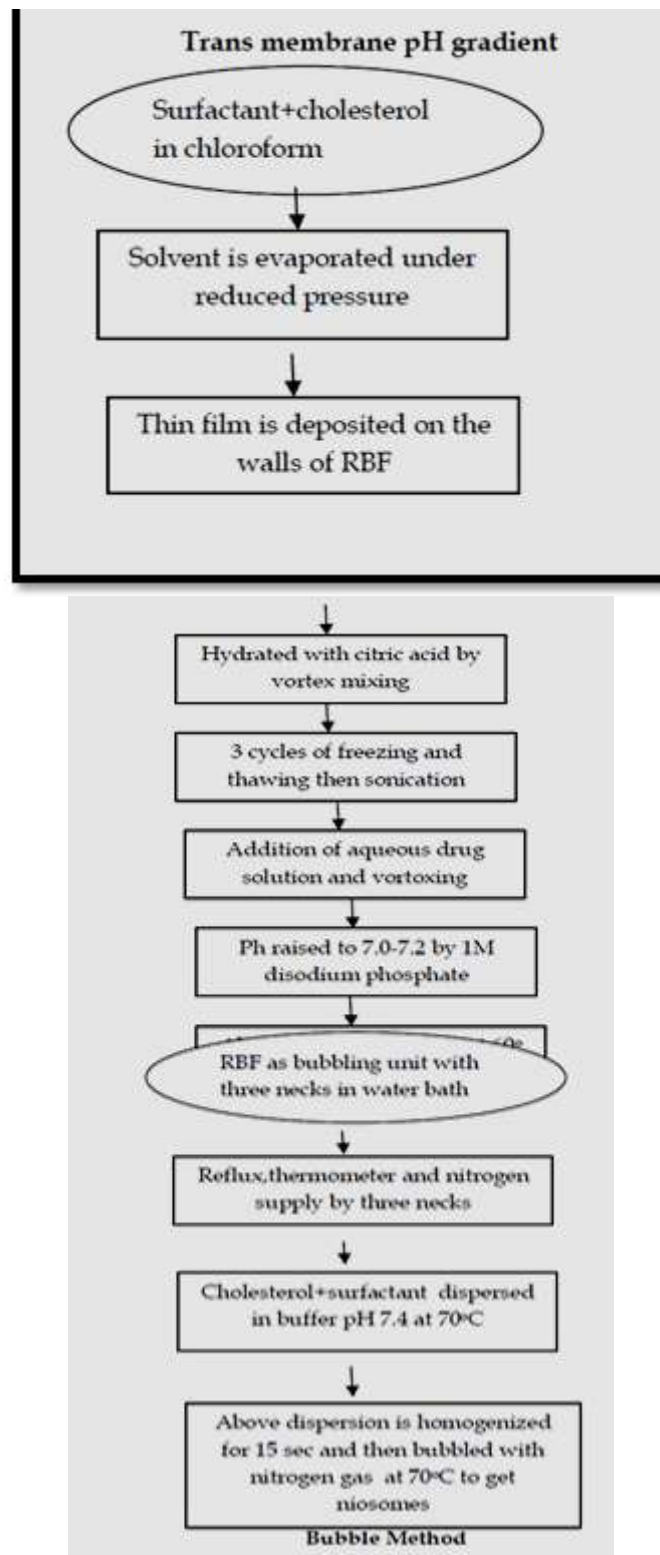 Trans membrane pH gradient
Surfactant+cholesterol
in chloroform
Solvent is evaporated under
reduced pressure
Thin film is deposited on the
walls of RBF
Hydrated with citric acid by
vortex mixing
3 cycles of freezing and
thawing then sonication
Addition of aqueous drug
solution and vortoxing
Ph raised to 7.0-7.2 by 1M
disodium phosphate
RBF as bubbling unit with
three necks in water bath
Reflux,thermometer and nitrogen
supply by three necks
Cholesterol+surfactant dispersed
in buffer pH 7.4 at 70°C
Above dispersion is homogenized
for 15 sec and then bubbled with
nitrogen gas at 70°C to get
niosomes
Bubble Method